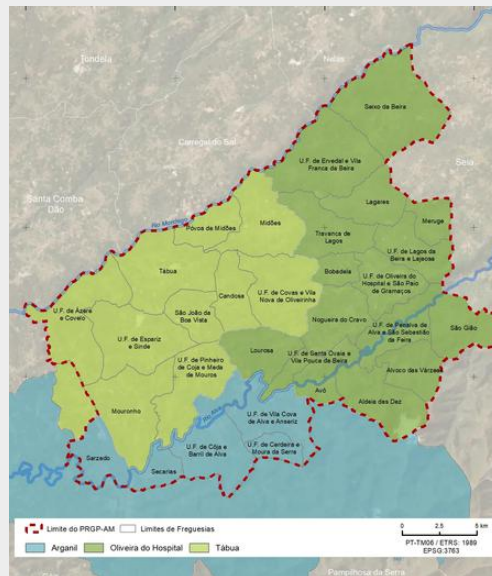 Tondela
Nelas
Seixo da Beira
Carregal do Sal
U.F. de Ervedal e Vila
Franca da Beira
Seia
Santa Comba
Dão
Rio Mondego
Lagares
Póvoa de Midões
Midões
Meruge
Travanca de
Lagos
U.F. de Lagos da
Beira e Lajeosa
Tábua
Bobadela
U.F. de Oliveira do
Hospital e São Paio
de Gramaços
Candosa
U.F. de Covas e Vila
Nova de Oliveirinha
U.F. de Ázere
e Covelo
São João da
Boa Vista
Nogueira do Cravo
U.F. de Penalva de
Alva e São Sebastião
da Feira
São Gião
U.F. de Espariz
e Sinde
Lourosa
U.F. de Santa Ovaia e
Vila Pouca da Beira
U.F. de Pinheiro
de Coja e Meda
de Mouros
Alvoco das Várzeas
Avô
Aldeia das Dez
Mouronho
Rio Alva
U.F. de Vila Cova
de Alva e Anseriz
Sarzedo
U.F. de Côja e
Barril de Alva
U.F. de Cerdeira e
Moura da Serra
Secarias
Limite do PRGP-AM
Limites de Freguesias
0 2.5 5 km
PT-TM06 / ETRS: 1989
EPSG:3763
Arganil
Oliveira do Hospital
Tábua
Pampilhosa da Serra